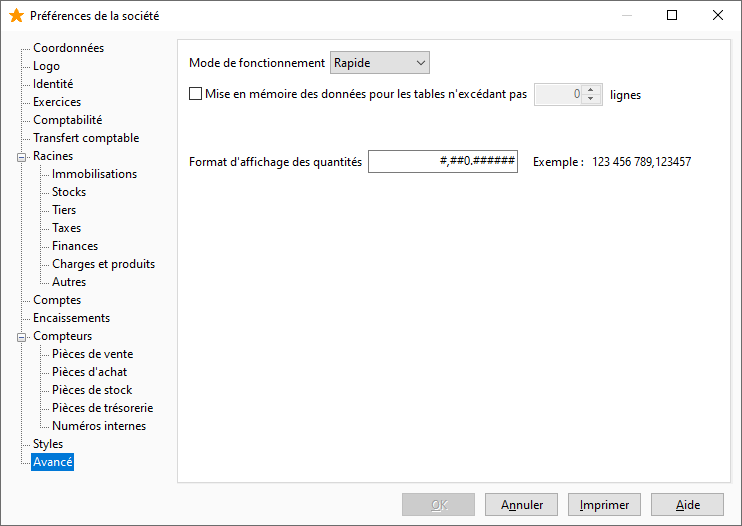 Préférences de la société
Coordonnées
Logo
Identité
Exercices
Comptabilité
Transfert comptable
Racines
Immobilisations
Stocks
Tiers
Taxes
Finances
Charges et produits
Autres
Comptes
Encaissements
Compteurs
Pièces de vente
Pièces d'achat
Pièces de stock
Pièces de trésorerie
Numéros internes
Styles
Avancé
Mode de fonctionnement Rapide
Mise en mémoire des données pour les tables n'excédant pas 0 lignes
Format d'affichage des quantités #,##0.###### Exemple : 123 456 789,123457
OK Annuler Imprimer Aide